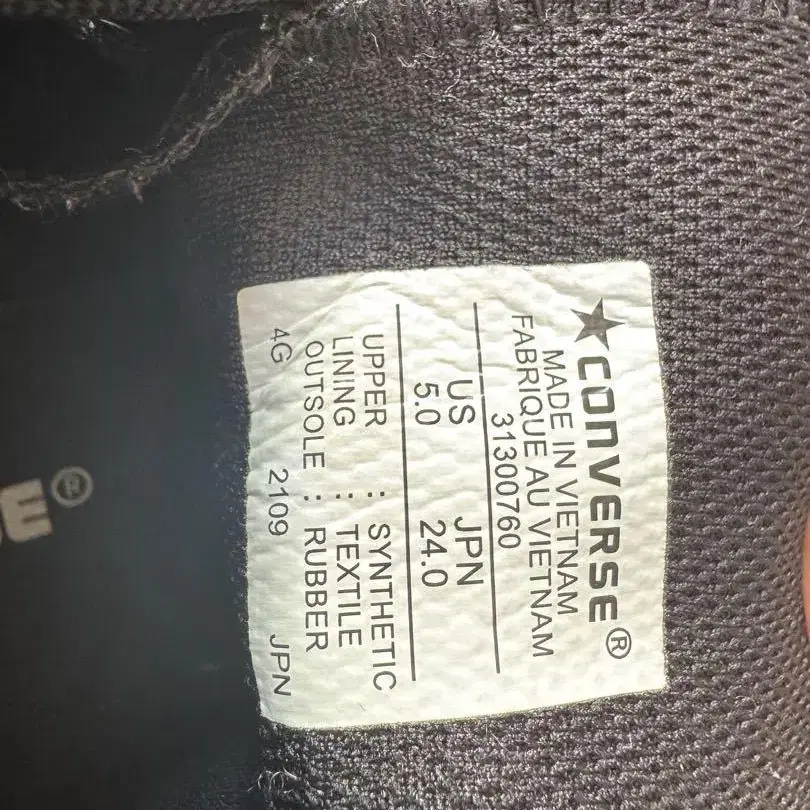 ★CONVERSE®
MADE IN VIETNAM
FABRIQUE AU VIETNAM
31300760
US JPN
5.0 24.0
UPPER : SYNTHETIC
LINING : TEXTILE
OUTSOLE : RUBBER
4G 2109 JPN
E®